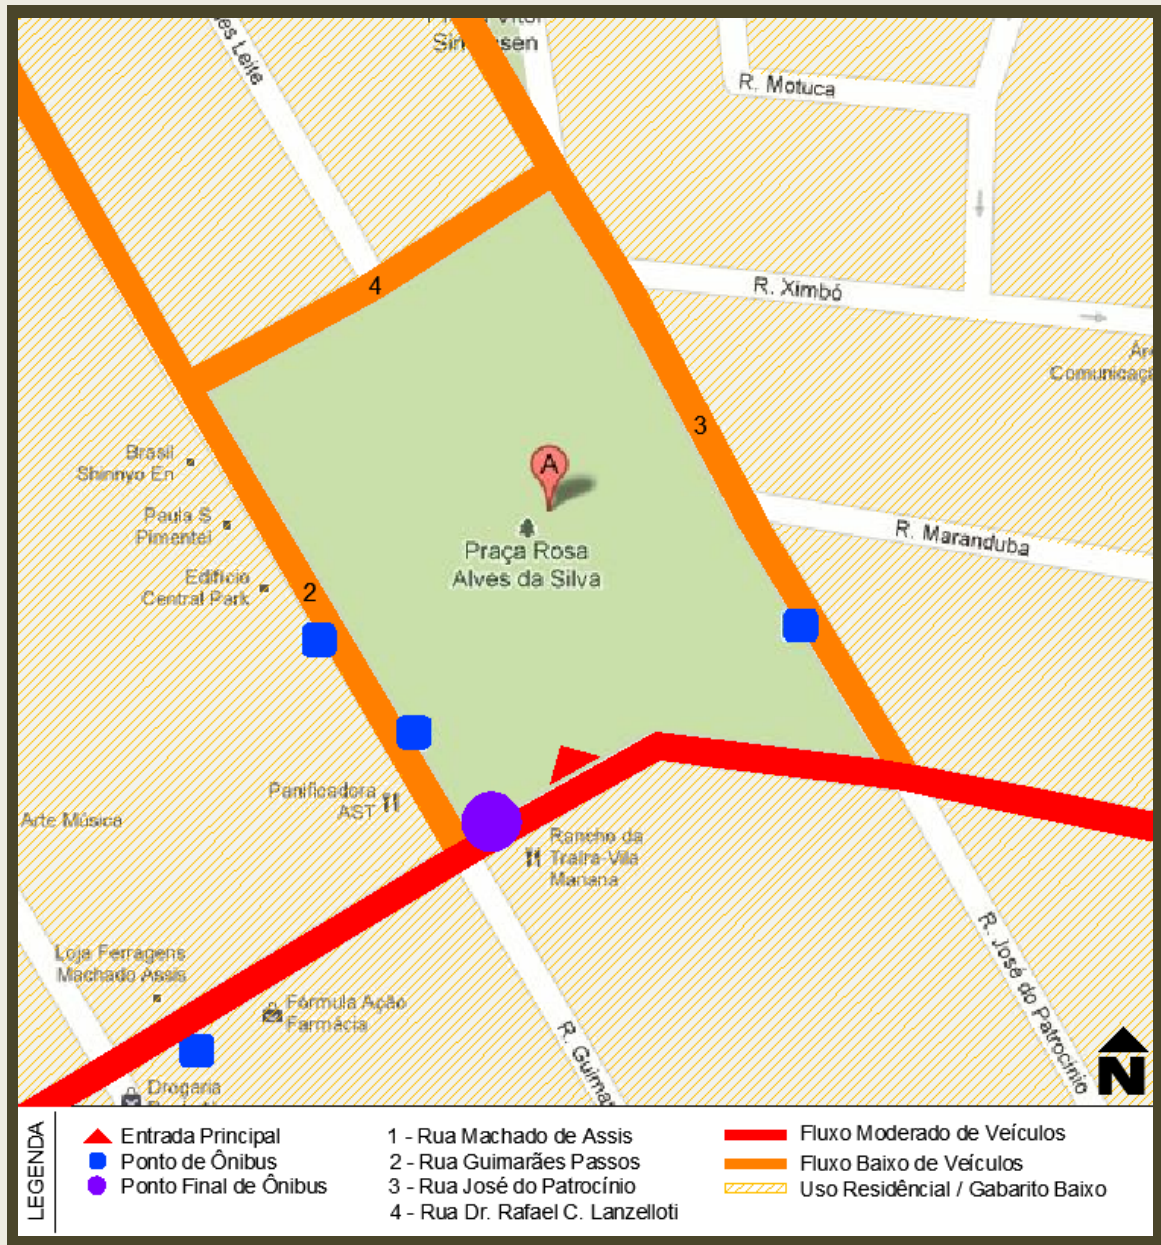 es Leite
Sim sen
R. Motuca
R. Ximbó
4
Comunicaç
3
Brasil
Shinnyo En
A
Paula S
Pimentel
Praça Rosa
Alves da Silva
R. Maranduba
Edifício
Central Park
2
Panificadora
AST
Arte Música
Rancho da
Traíra-Vila
Mariana
Loja Ferragens
Machado Assis
Fórmula Ação
Farmácia
R. José do Patrocínio
R. Guima
N
Drogaria
LEGENDA
Entrada Principal
Ponto de Ônibus
Ponto Final de Ônibus
1 - Rua Machado de Assis
2 - Rua Guimarães Passos
3 - Rua José do Patrocínio
4 - Rua Dr. Rafael C. Lanzelloti
Fluxo Moderado de Veículos
Fluxo Baixo de Veículos
Uso Residêncial / Gabarito Baixo